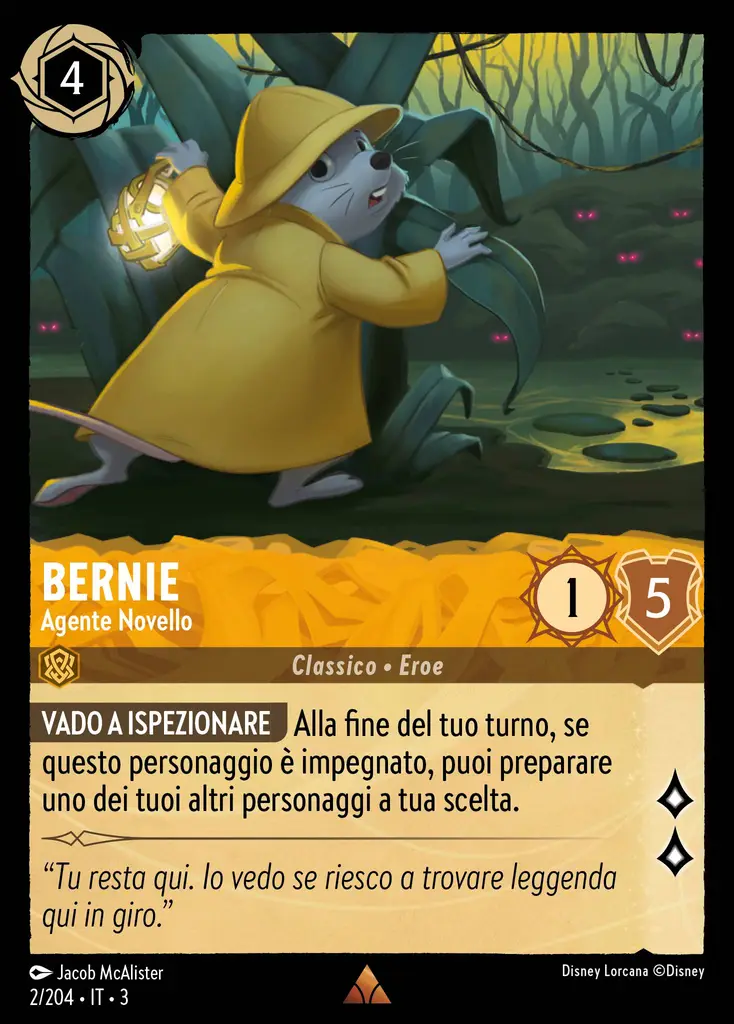 4
BERNIE
Agente Novello
1
5
Classico • Eroe
VADO A ISPEZIONARE Alla fine del tuo turno, se
questo personaggio è impegnato, puoi preparare
uno dei tuoi altri personaggi a tua scelta.
“Tu resta qui. Io vedo se riesco a trovare leggenda
qui in giro.”
Jacob McAlister
Disney Lorcana ©Disney
2/204 • IT • 3